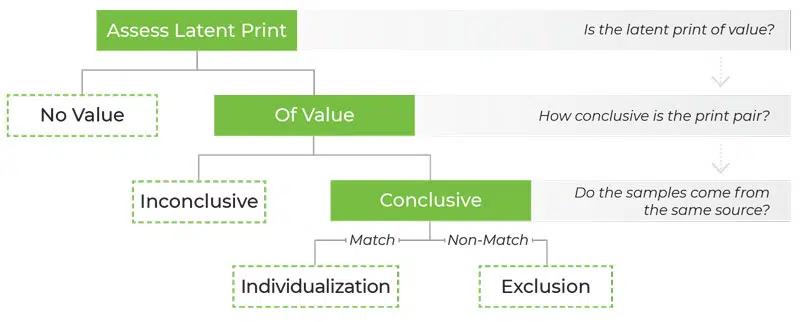 Assess Latent Print
Is the latent print of value?
No Value
Of Value
How conclusive is the print pair?
Inconclusive
Conclusive
Do the samples come from
the same source?
Match
Non-Match
Individualization
Exclusion